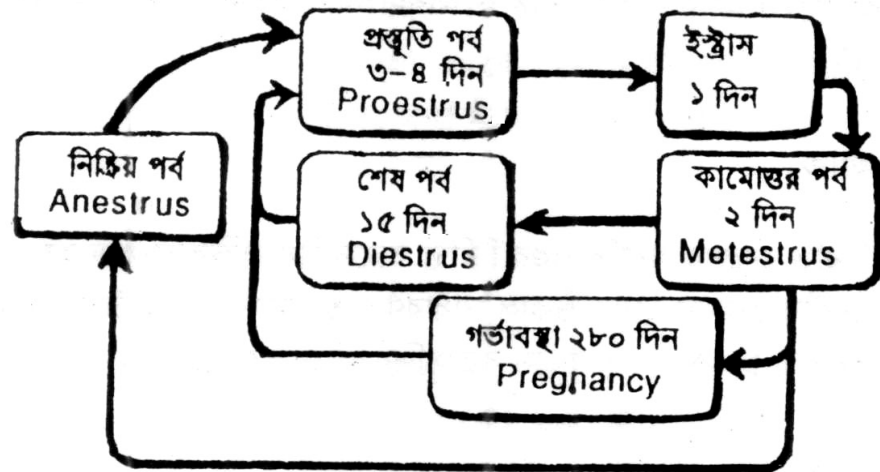 প্রস্তুতি পর্ব
৩-৪ দিন
Proestrus
ইস্ট্রাস
১ দিন
নিষ্ক্রিয় পর্ব
Anestrus
শেষ পর্ব
১৫ দিন
Diestrus
কামোত্তর পর্ব
২ দিন
Metestrus
গর্ভাবস্থা ২৮০ দিন
Pregnancy